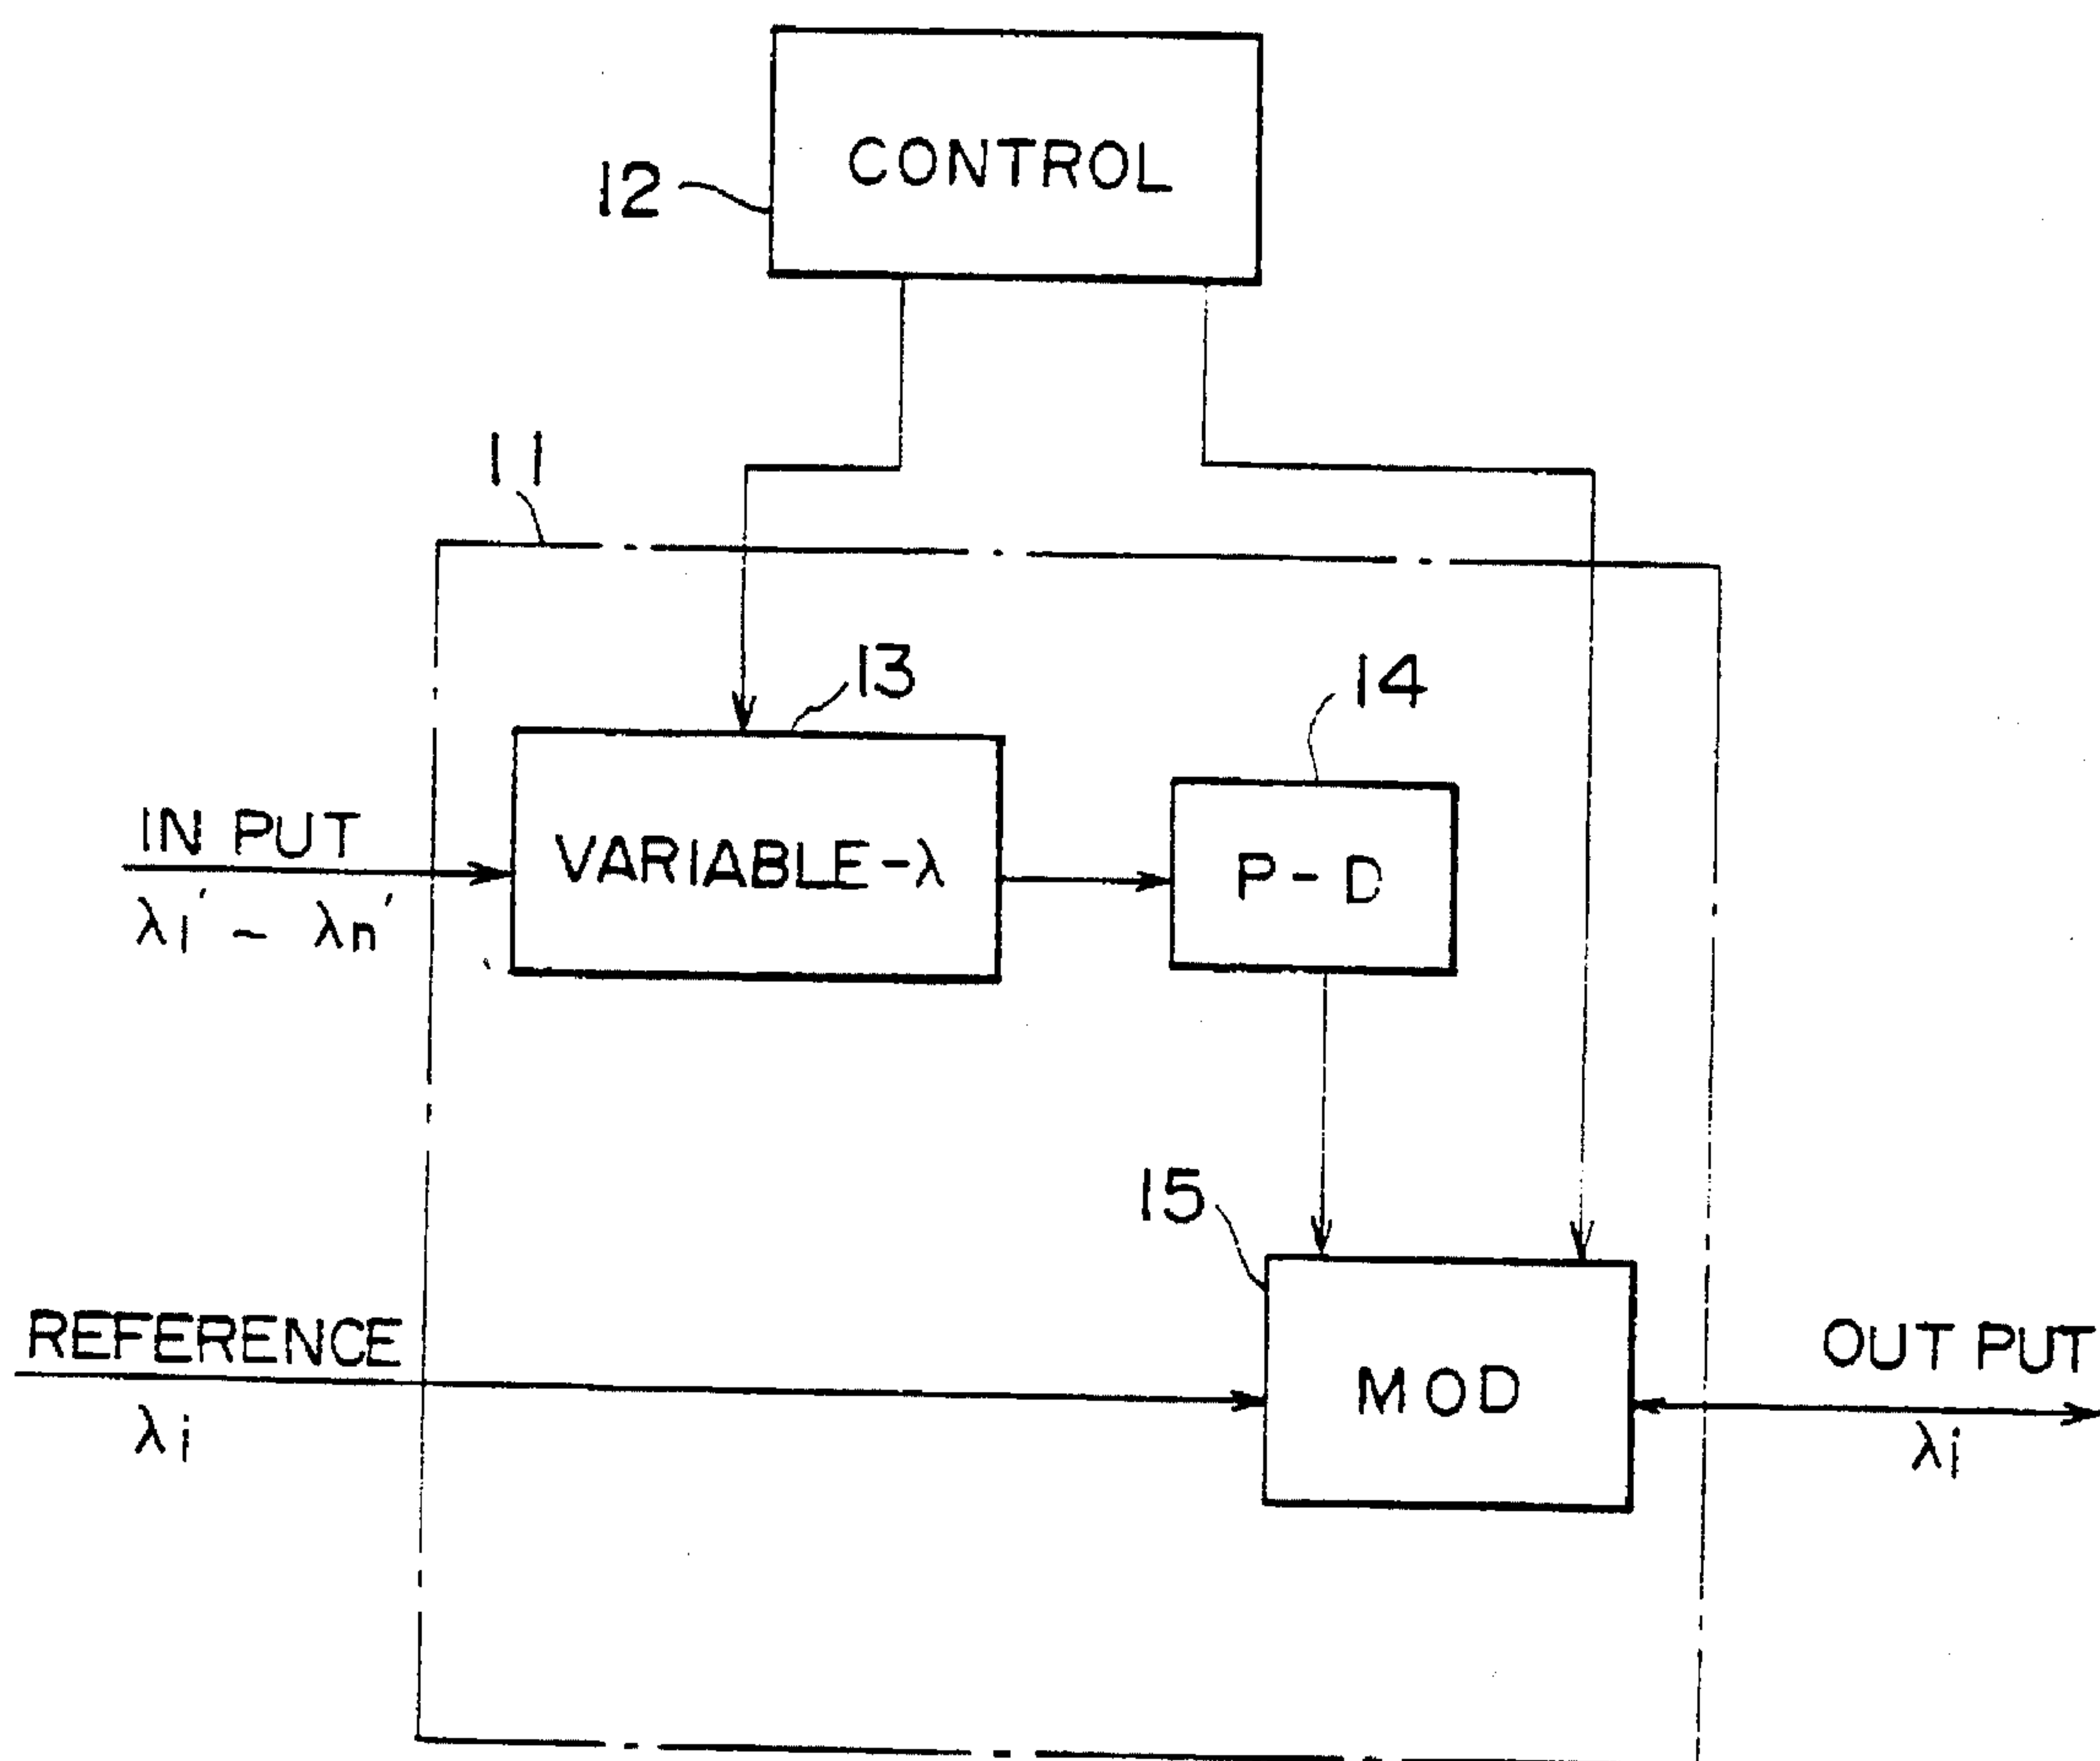 CONTROL
12
11
13
14
IN PUT
λ1' - λn'
VARIABLE-λ
P-D
15
REFERENCE
λi
MOD
OUT PUT
λi